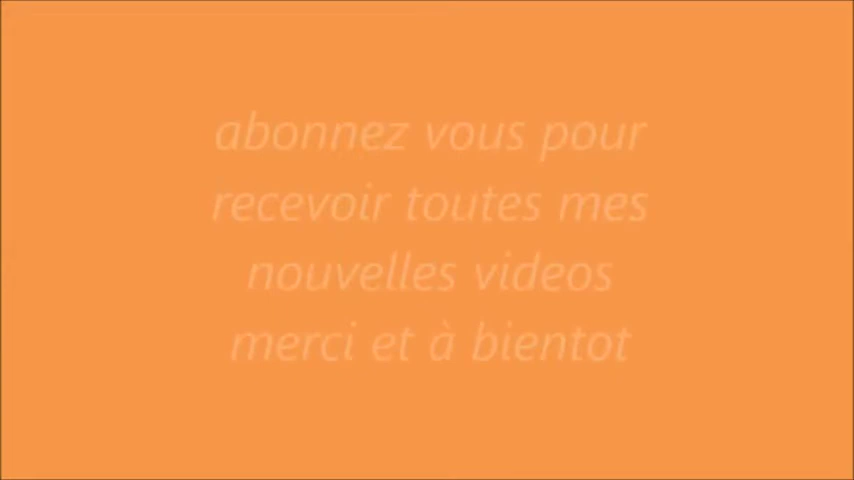 abonnez vous pour
recevoir toutes mes
nouvelles videos
merci et à bientot